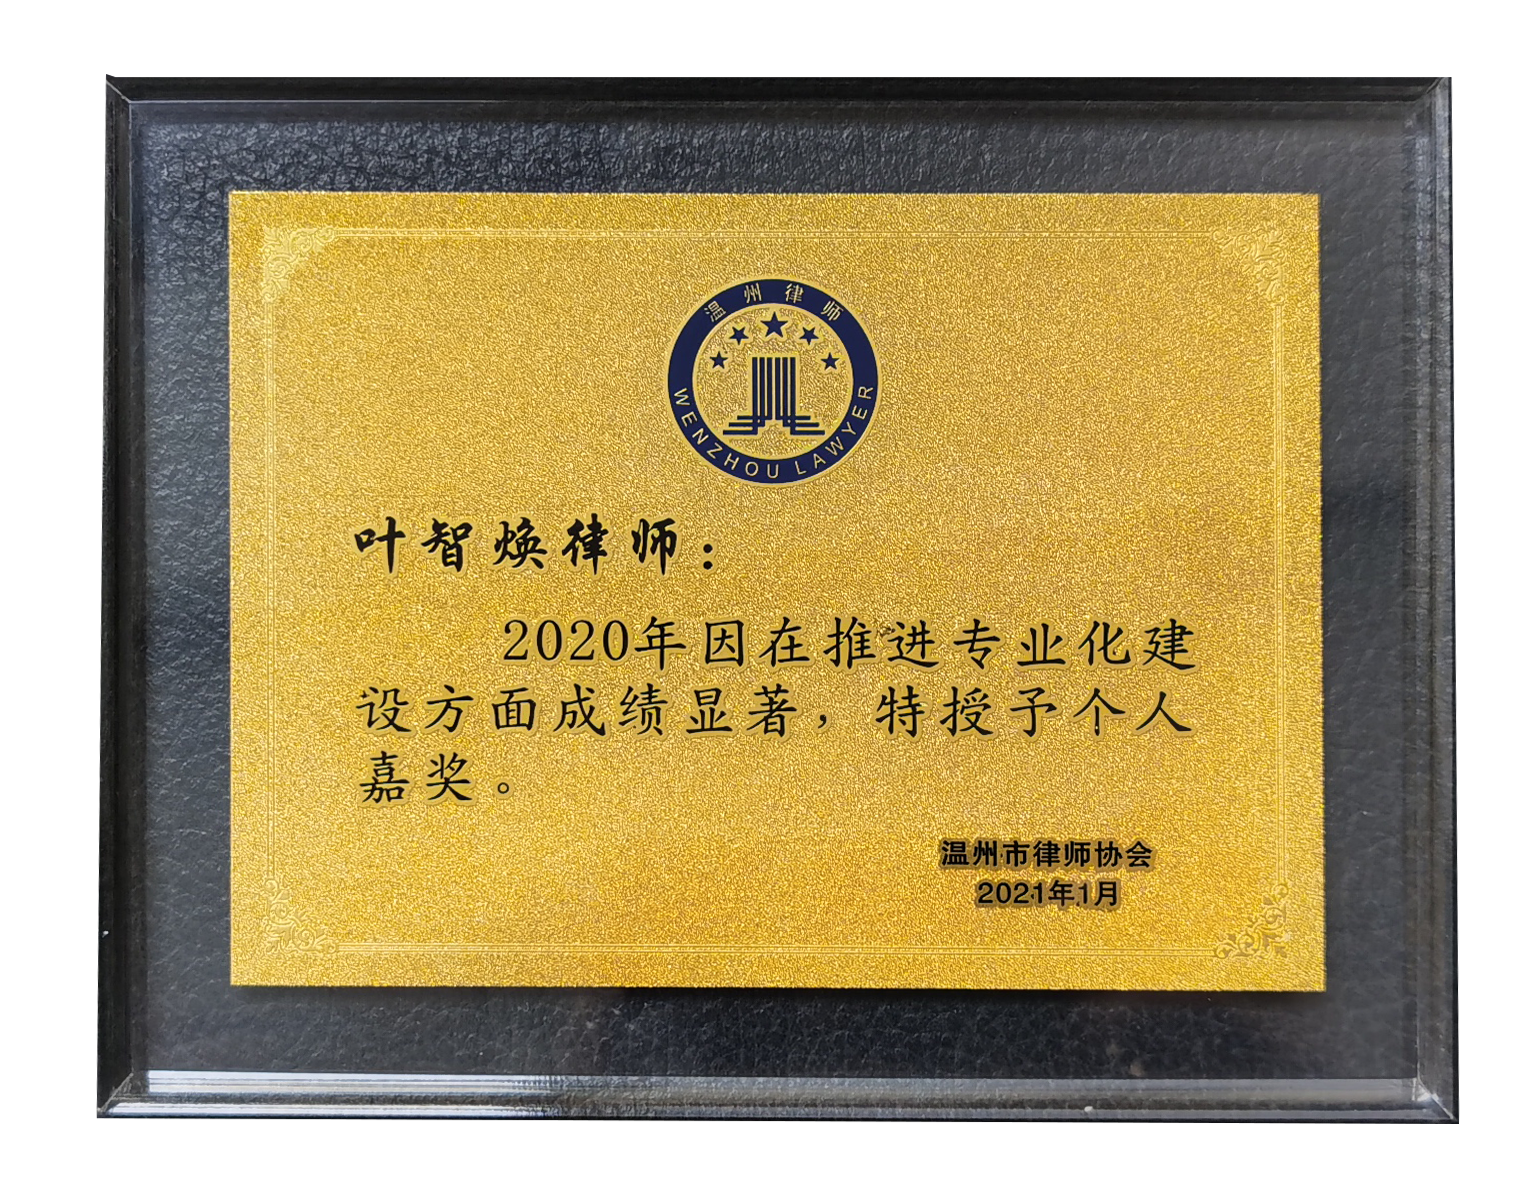 温州律师
WENZHOU LAWYER
叶智焕律师：
2020年因在推进专业化建
设方面成绩显著，特授予个人
嘉奖。
温州市律师协会
2021年1月